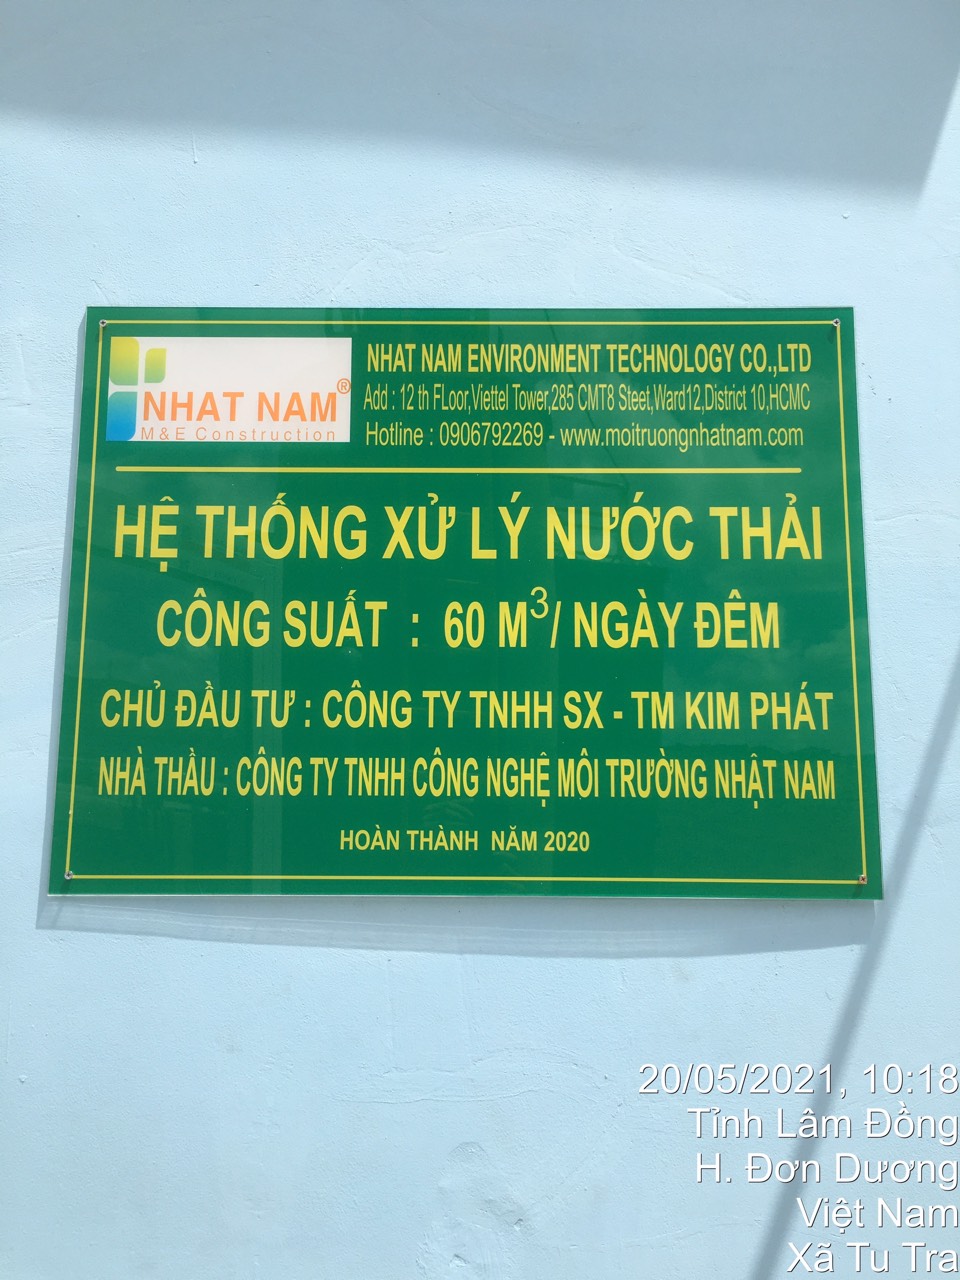 NHAT NAM®
M&E Construction
NHAT NAM ENVIRONMENT TECHNOLOGY CO.,LTD
Add : 12 th FLoor,Viettel Tower,285 CMT8 Steet,Ward12,District 10,HCMC
Hotline : 0906792269 - www.moitruongnhatnam.com
HỆ THỐNG XỬ LÝ NƯỚC THẢI
CÔNG SUẤT : 60 M³/ NGÀY ĐÊM
CHỦ ĐẦU TƯ : CÔNG TY TNHH SX - TM KIM PHÁT
NHÀ THẦU : CÔNG TY TNHH CÔNG NGHỆ MÔI TRƯỜNG NHẬT NAM
HOÀN THÀNH NĂM 2020
20/05/2021, 10:18
Tỉnh Lâm Đồng
H. Đơn Dương
Việt Nam
Xã Tu Tra